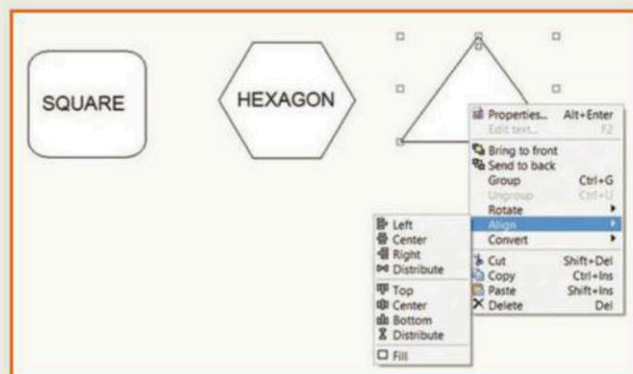 SQUARE
HEXAGON
Properties... Alt+Enter
Edit text... F2
Bring to front
Send to back
Group Ctrl+G
Ungroup Ctrl+U
Rotate
Align
Convert
Cut Shift+Del
Copy Ctrl+Ins
Paste Shift+Ins
Delete Del
Left
Center
Right
Distribute
Top
Center
Bottom
Distribute
Fill